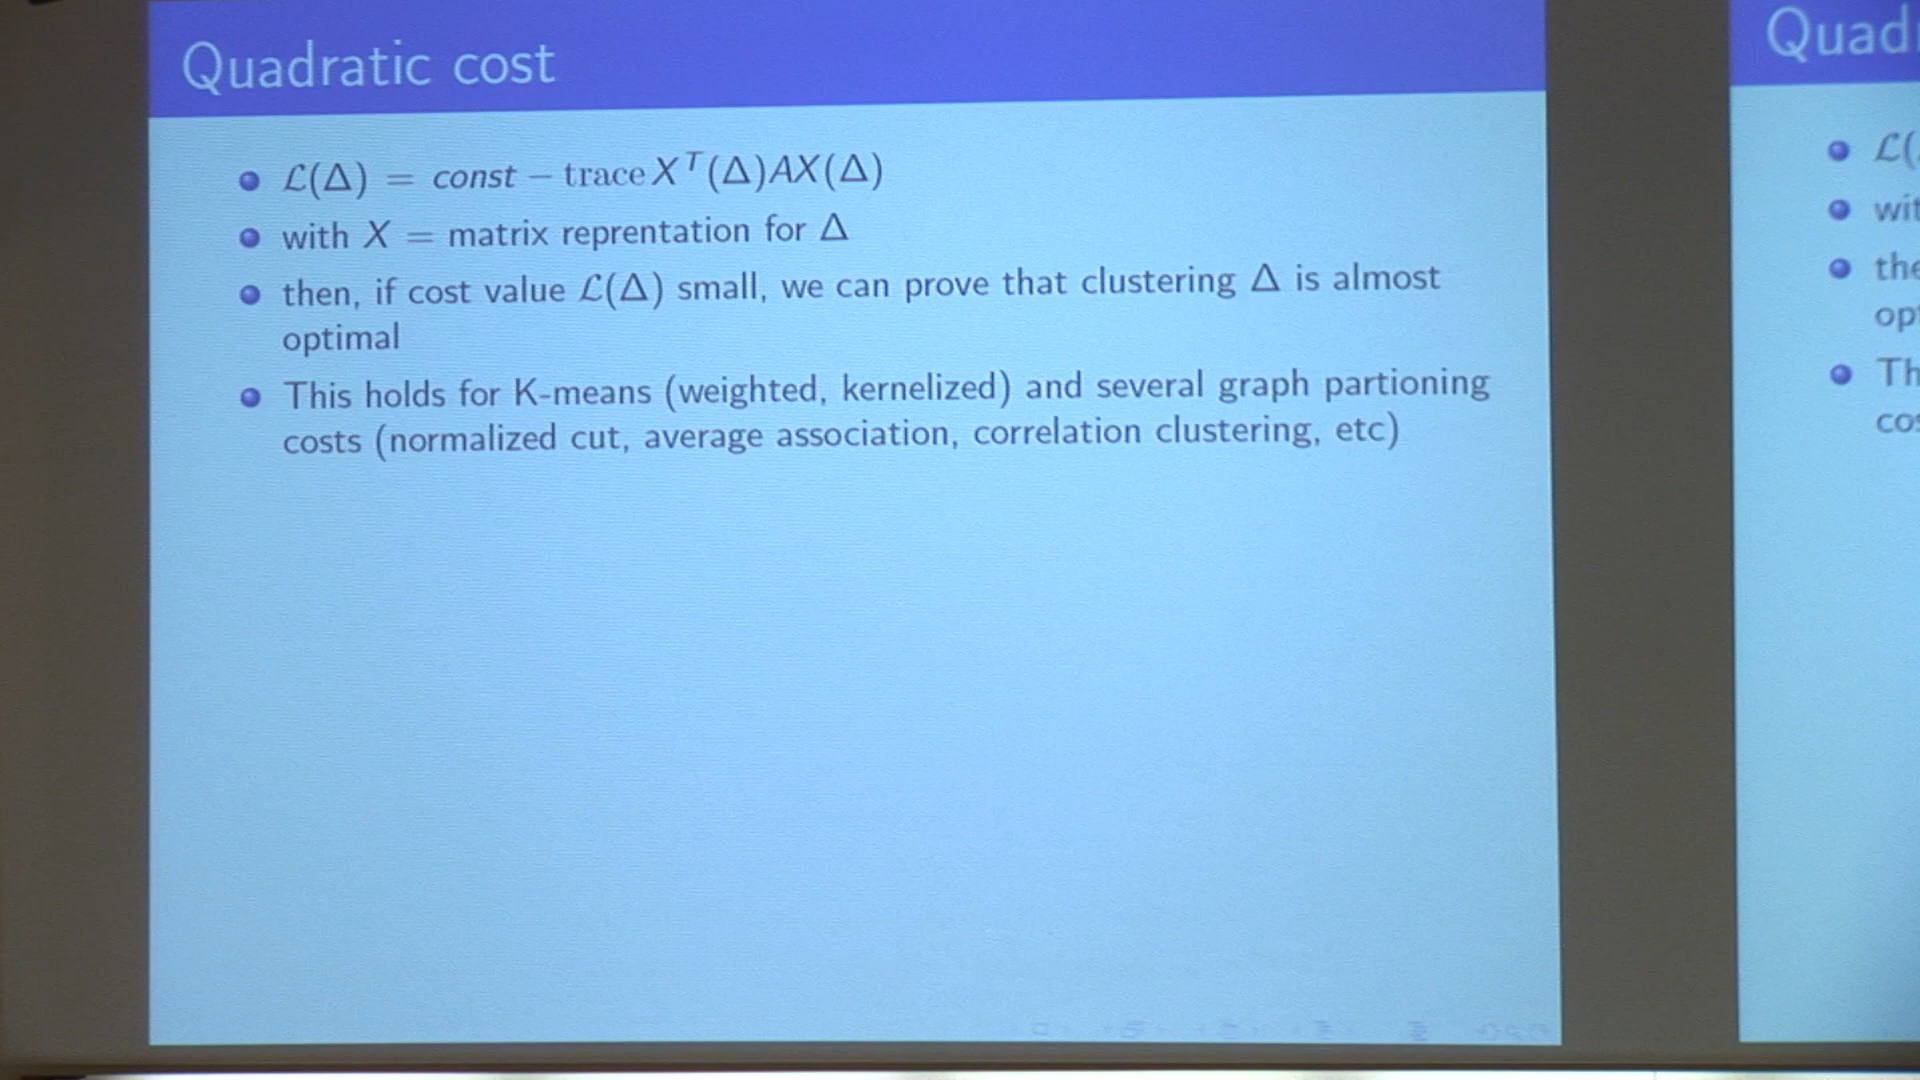 Quadratic cost
• ℒ(Δ) = const − trace X^T(Δ)AX(Δ)
• with X = matrix reprentation for Δ
• then, if cost value ℒ(Δ) small, we can prove that clustering Δ is almost
optimal
• This holds for K-means (weighted, kernelized) and several graph partioning
costs (normalized cut, average association, correlation clustering, etc)
Quad
• ℒ(
• wit
• the
op
• Th
co